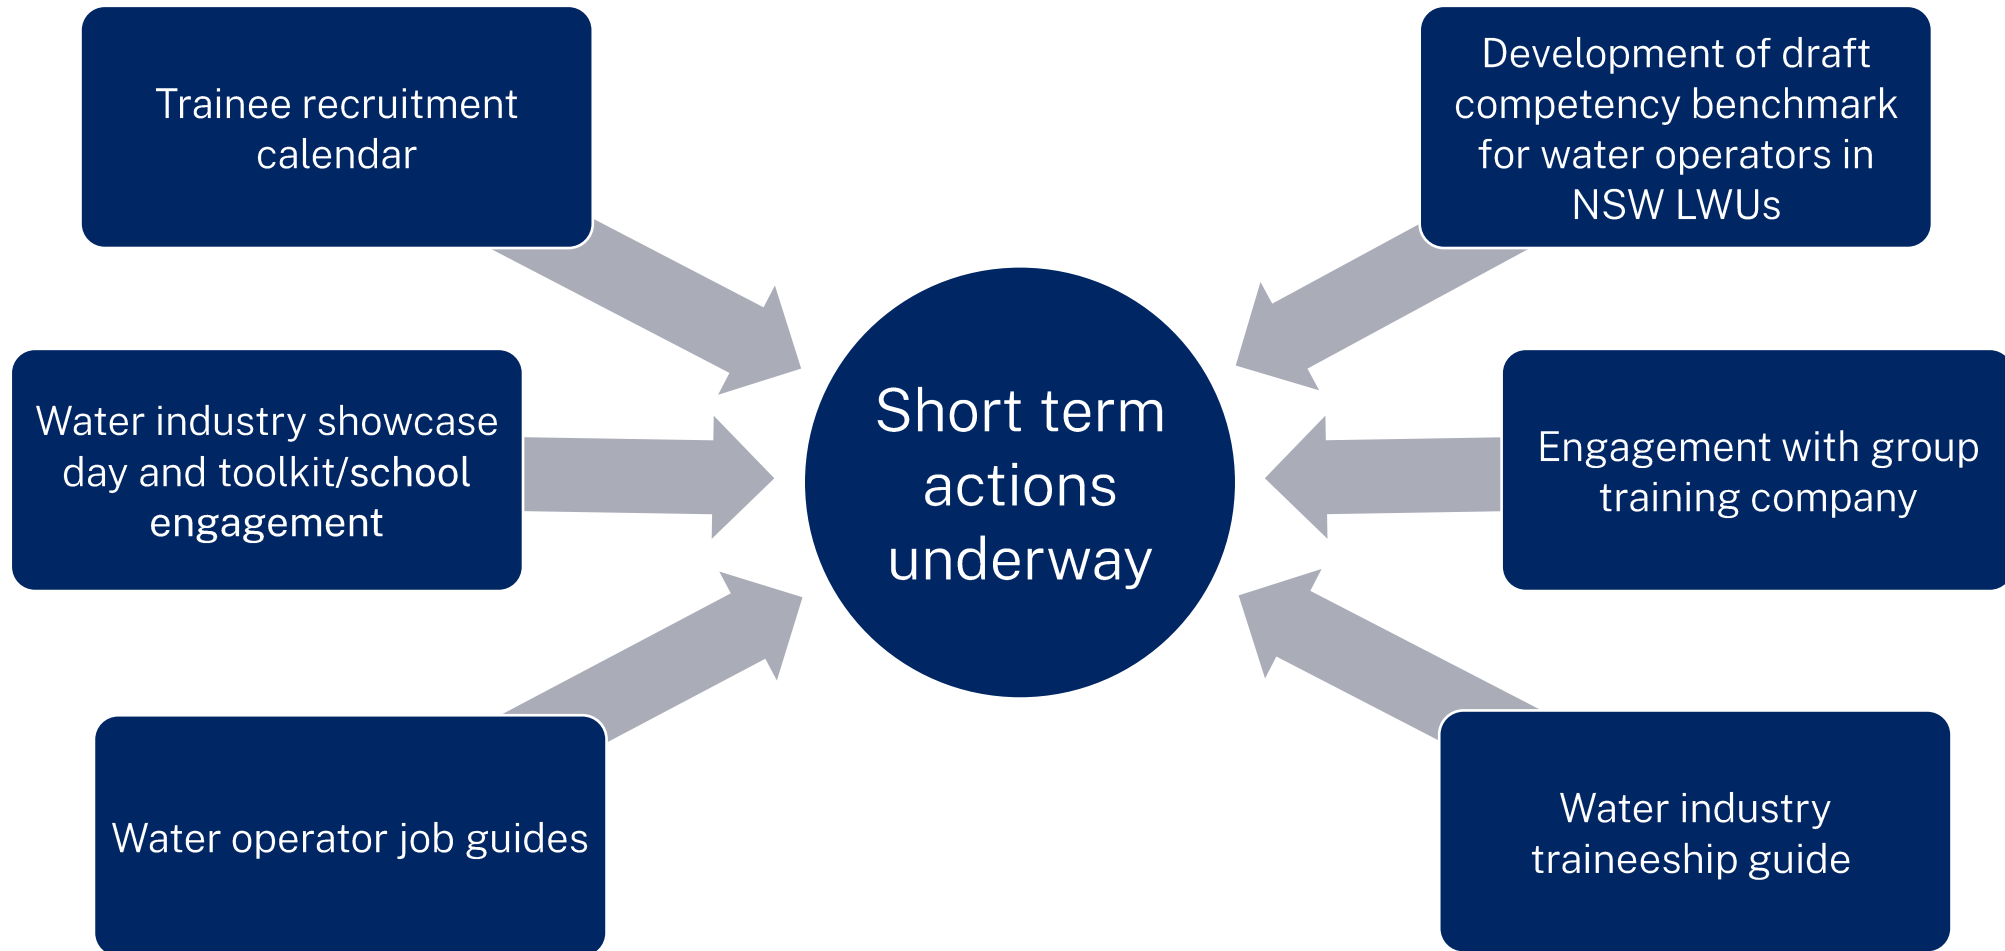 Trainee recruitment
calendar
Water industry showcase
day and toolkit/school
engagement
Water operator job guides
Short term
actions
underway
Development of draft
competency benchmark
for water operators in
NSW LWUs
Engagement with group
training company
Water industry
traineeship guide